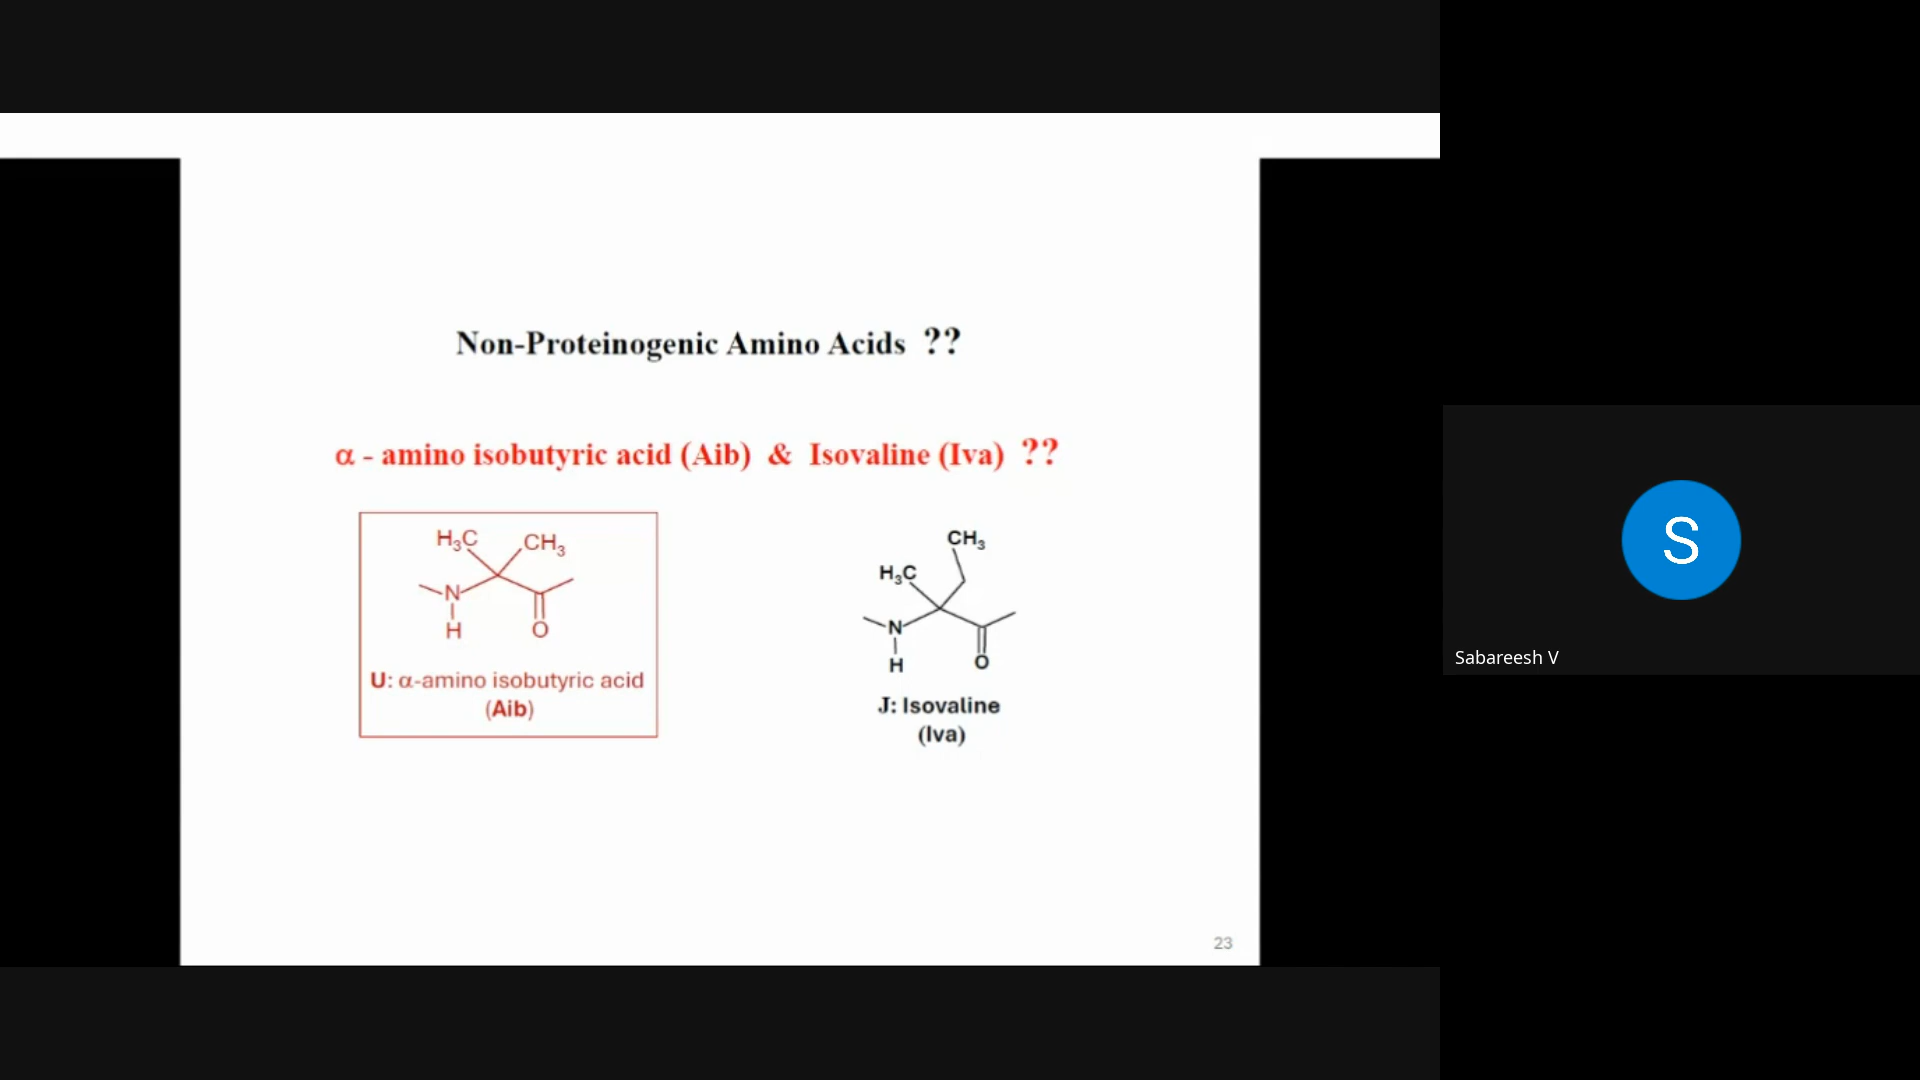 Non-Proteinogenic Amino Acids ??
α - amino isobutyric acid (Aib) & Isovaline (Iva) ??
H₃C CH₃
N
H O
U: α-amino isobutyric acid
(Aib)
CH₃
H₃C
N
H O
J: Isovaline
(Iva)
23
S
Sabareesh V